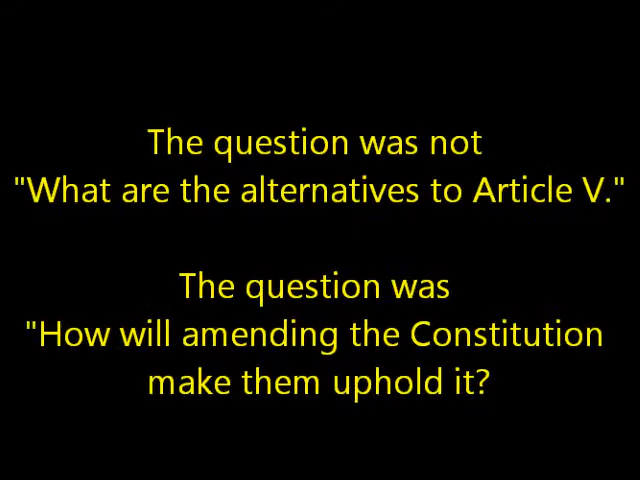 The question was not
"What are the alternatives to Article V."
The question was
"How will amending the Constitution
make them uphold it?